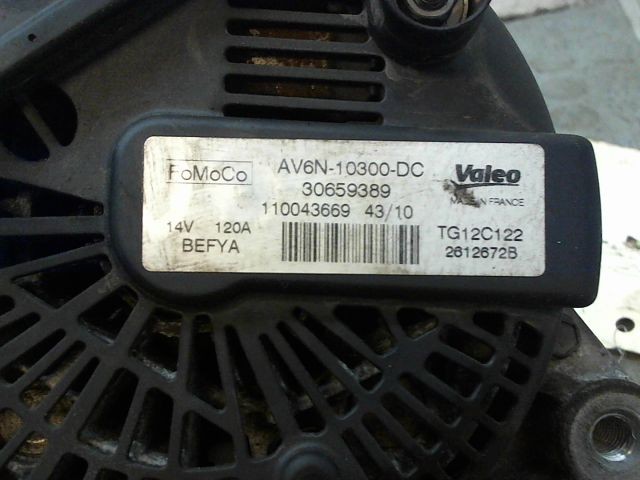 FoMoCo
AV6N-10300-DC
Valeo
30659389
MADE IN FRANCE
110043669 43/10
14V 120A
BEFYA
TG12C122
2612672B